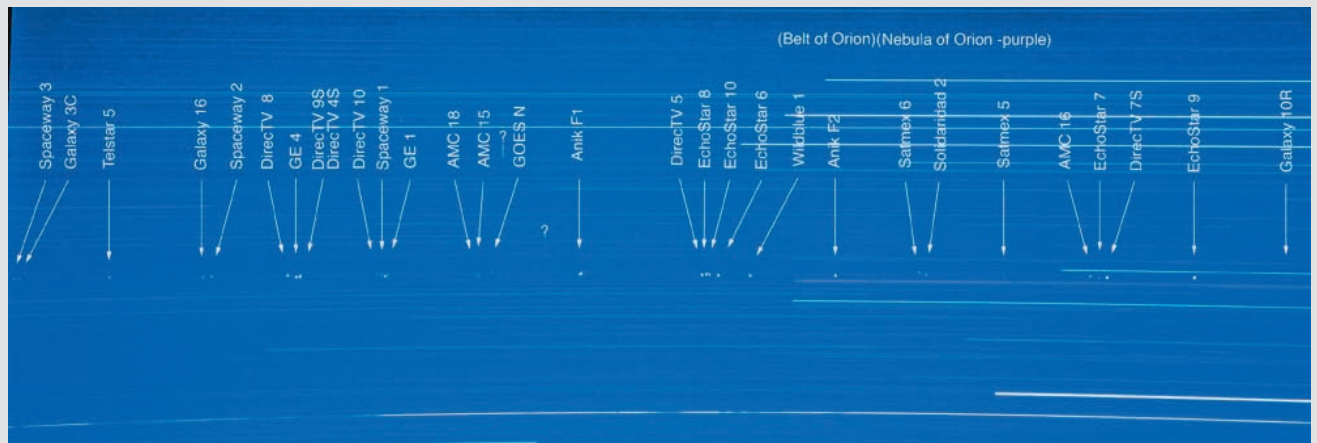 (Belt of Orion)(Nebula of Orion -purple)
Spaceway 3
Galaxy 3C
Telstar 5
Galaxy 16
Spaceway 2
DirecTV 8
GE 4
DirecTV 9S
DirecTV 4S
DirecTV 10
Spaceway 1
GE 1
AMC 18
AMC 15
?
GOES N
?
Anik F1
DirecTV 5
EchoStar 8
EchoStar 10
EchoStar 6
Wildblue 1
Anik F2
Satmex 6
Solidaridad 2
Satmex 5
AMC 16
EchoStar 7
DirecTV 7S
EchoStar 9
Galaxy 10R